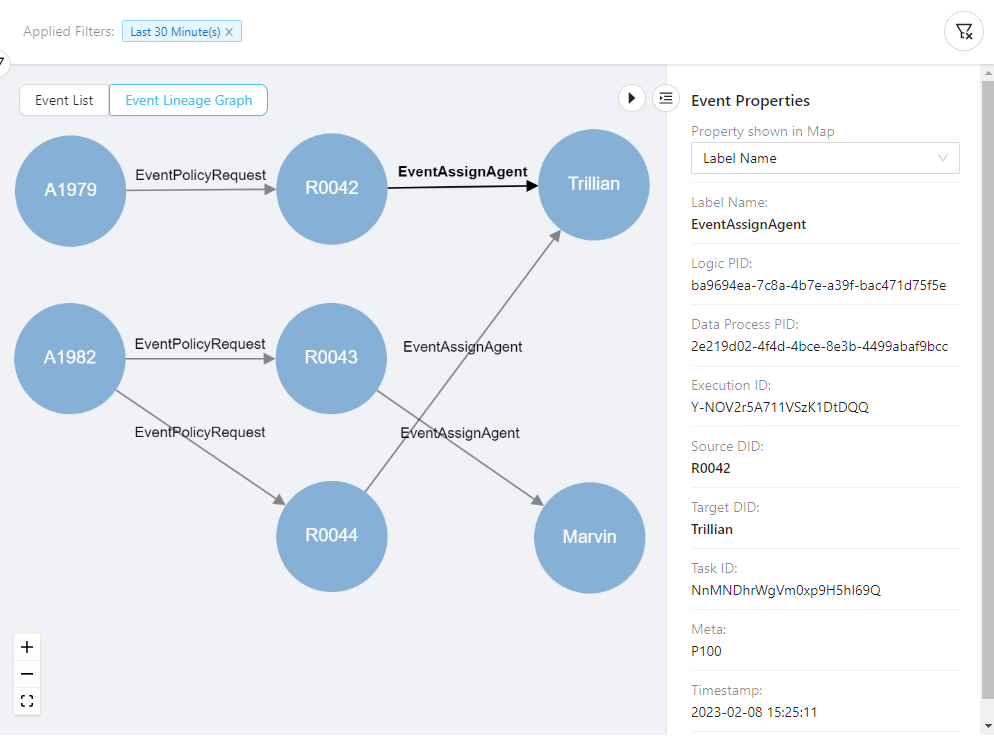 Applied Filters: Last 30 Minute(s) ×
Event List
Event Lineage Graph
A1979
EventPolicyRequest
R0042
EventAssignAgent
Trillian
A1982
EventPolicyRequest
R0043
EventAssignAgent
EventPolicyRequest
EventAssignAgent
R0044
Marvin
Event Properties
Property shown in Map
Label Name
Label Name:
EventAssignAgent
Logic PID:
ba9694ea-7c8a-4b7e-a39f-bac471d75f5e
Data Process PID:
2e219d02-4f4d-4bce-8e3b-4499abaf9bcc
Execution ID:
Y-NOV2r5A711VSzK1DtDQQ
Source DID:
R0042
Target DID:
Trillian
Task ID:
NnMNDhrWgVm0xp9H5hI69Q
Meta:
P100
Timestamp:
2023-02-08 15:25:11